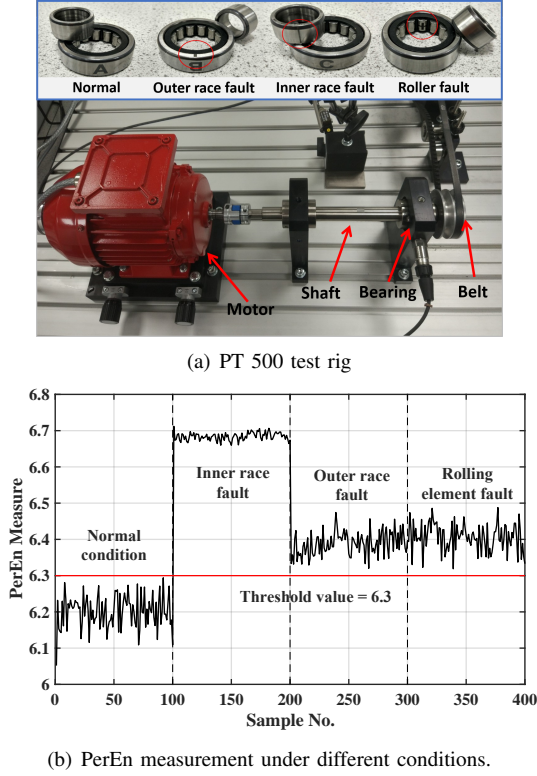 A
B
C
Normal
Outer race fault
Inner race fault
Roller fault
Motor
Shaft
Bearing
Belt
(a) PT 500 test rig
6.8
6.7
6.6
6.5
6.4
6.3
6.2
6.1
6
PerEn Measure
Normal
condition
Inner race
fault
Outer race
fault
Rolling
element fault
Threshold value = 6.3
0
50
100
150
200
250
300
350
400
Sample No.
(b) PerEn measurement under different conditions.